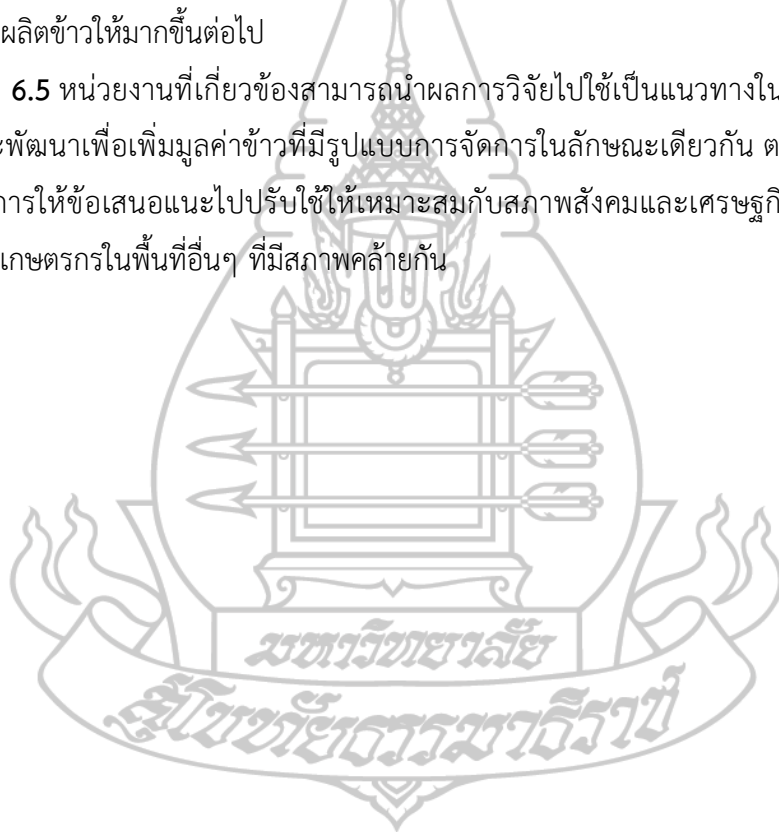 ผลิตข้าวให้มากขึ้นต่อไป
6.5 หน่วยงานที่เกี่ยวข้องสามารถนำผลการวิจัยไปใช้เป็นแนวทางใน
ะพัฒนาเพื่อเพิ่มมูลค่าข้าวที่มีรูปแบบการจัดการในลักษณะเดียวกัน ต
การให้ข้อเสนอแนะไปปรับใช้ให้เหมาะสมกับสภาพสังคมและเศรษฐกิ
เกษตรกรในพื้นที่อื่นๆ ที่มีสภาพคล้ายกัน
มหาวิทยาลัย
สุโขทัยธรรมาธิราช